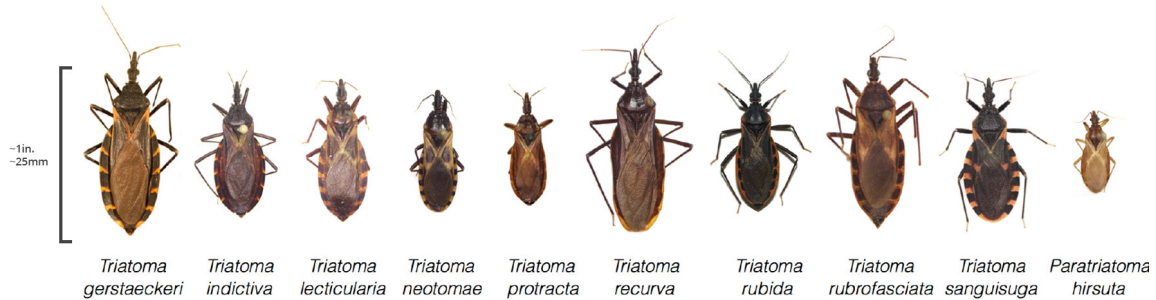 ~1in.
~25mm
Triatoma
gerstaeckeri
Triatoma
indictiva
Triatoma
lecticularia
Triatoma
neotomae
Triatoma
protracta
Triatoma
recurva
Triatoma
rubida
Triatoma
rubrofasciata
Triatoma
sanguisuga
Paratriatoma
hirsuta